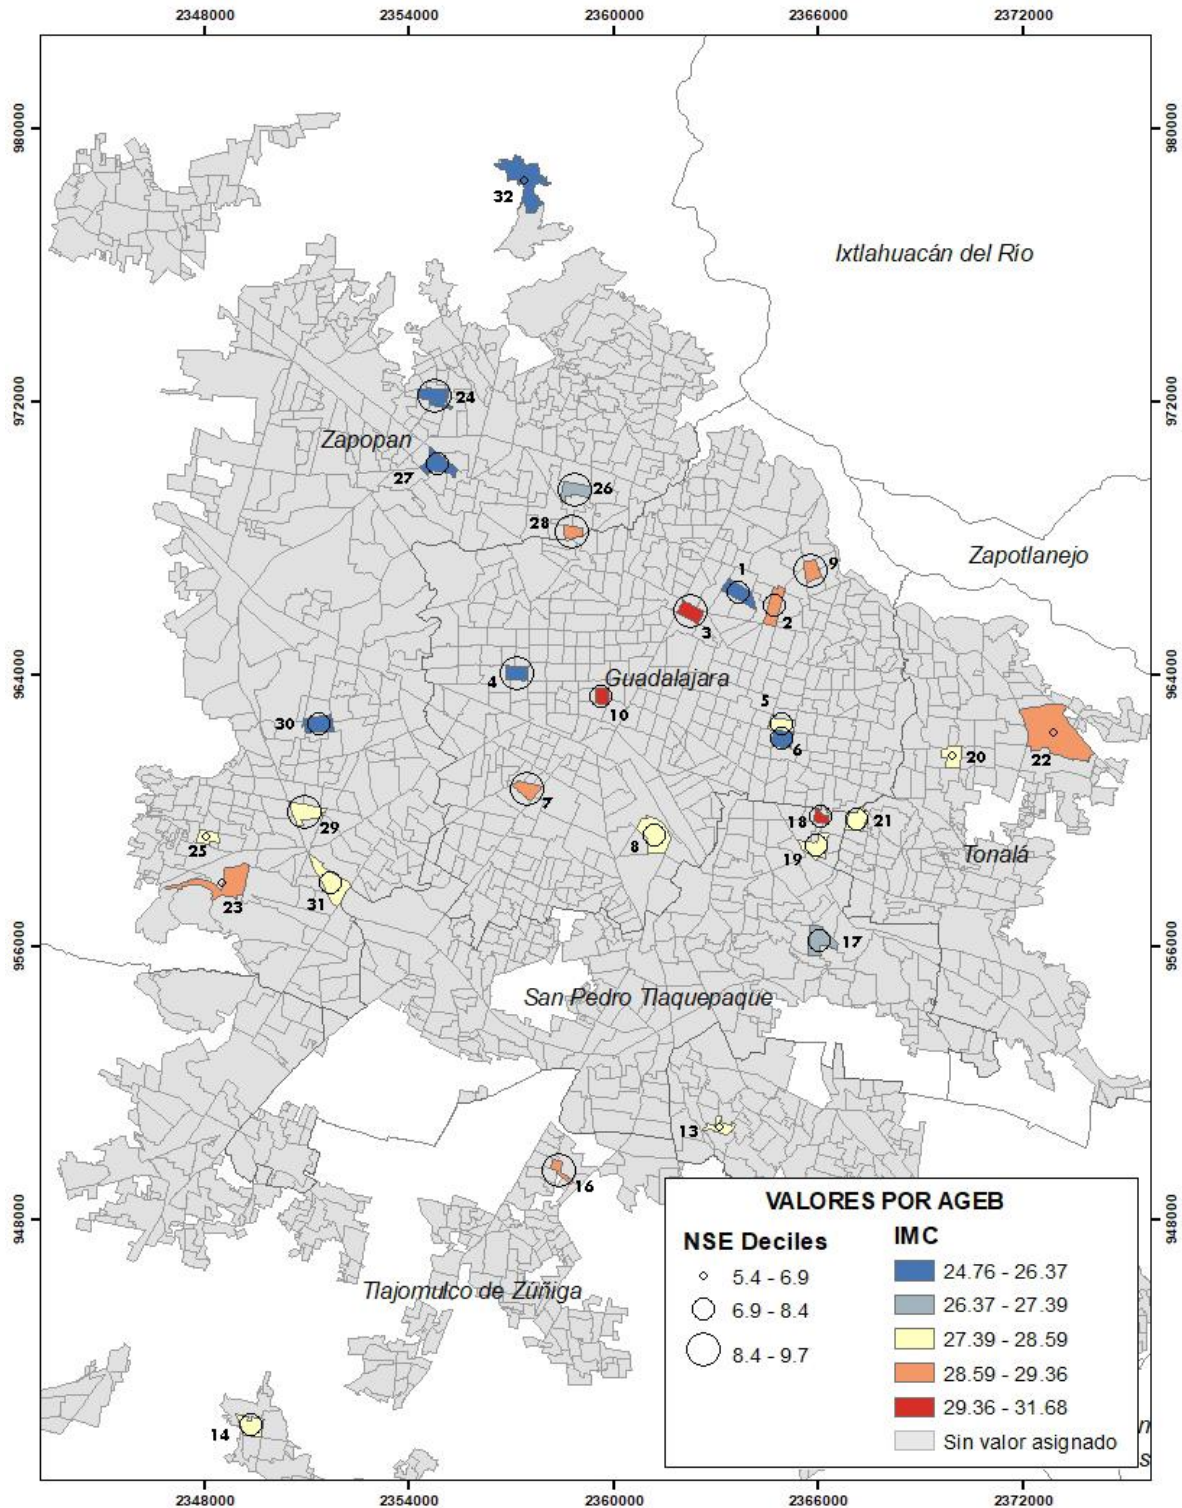 2348000 2354000 2360000 2366000 2372000
980000 980000
32
Ixtlahuacán del Río
24
972000 972000
Zapopan
27
26
28
Zapotlanejo
9
1
2
3
964000 964000
4
Guadalajara
10
5
30
6
20
22
7
29
18
21
25
8
19
Tonalá
23
31
17
956000 956000
San Pedro Tlaquepaque
13
16
948000 948000
Tlajomulco de Zúñiga
14
VALORES POR AGEB
NSE Deciles
5.4 - 6.9
6.9 - 8.4
8.4 - 9.7
IMC
24.76 - 26.37
26.37 - 27.39
27.39 - 28.59
28.59 - 29.36
29.36 - 31.68
Sin valor asignado
2348000 2354000 2360000 2366000 2372000